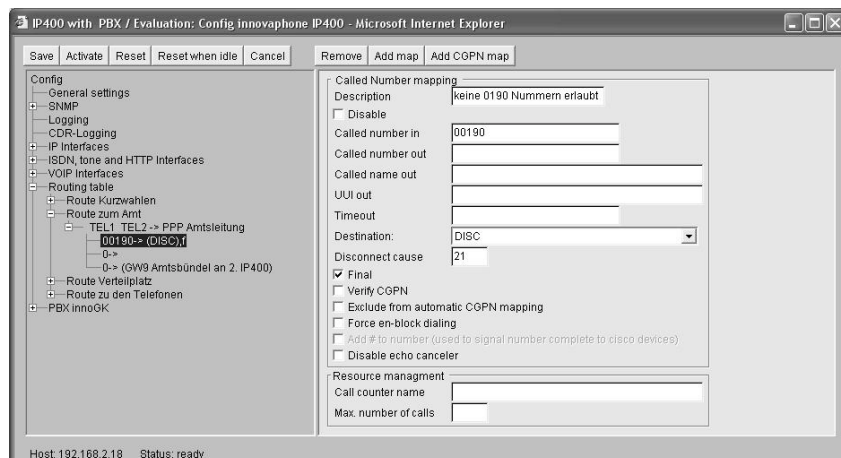 IP400 with PBX / Evaluation: Config innovaphone IP400 - Microsoft Internet Explorer
Save Activate Reset Reset when idle Cancel Remove Add map Add CGPN map
Config
General settings
SNMP
Logging
CDR-Logging
IP Interfaces
ISDN, tone and HTTP Interfaces
VOIP Interfaces
Routing table
Route Kurzwahlen
Route zum Amt
TEL1 TEL2 -> PPP Amtsleitung
00190-> (DISC),f
0->
0-> (GW9 Amtsbündel an 2. IP400)
Route Verteilplatz
Route zu den Telefonen
PBX innoGK
Called Number mapping
Description keine 0190 Nummern erlaubt
Disable
Called number in 00190
Called number out
Called name out
UUI out
Timeout
Destination: DISC
Disconnect cause 21
Final
Verify CGPN
Exclude from automatic CGPN mapping
Force en-block dialing
Add # to number (used to signal number complete to cisco devices)
Disable echo canceler
Resource managment
Call counter name
Max. number of calls
Host: 192.168.2.18 Status: ready